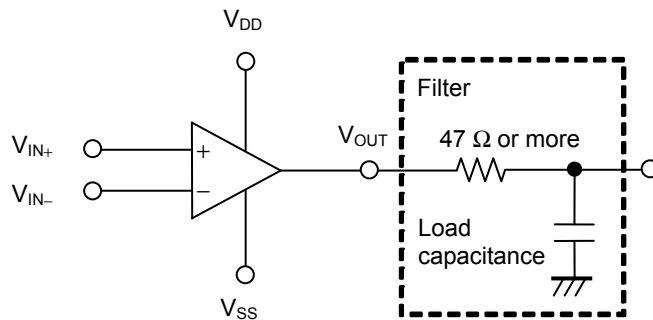 VDD
Filter
VIN+
VOUT
47 Ω or more
+
VIN−
−
Load
capacitance
VSS